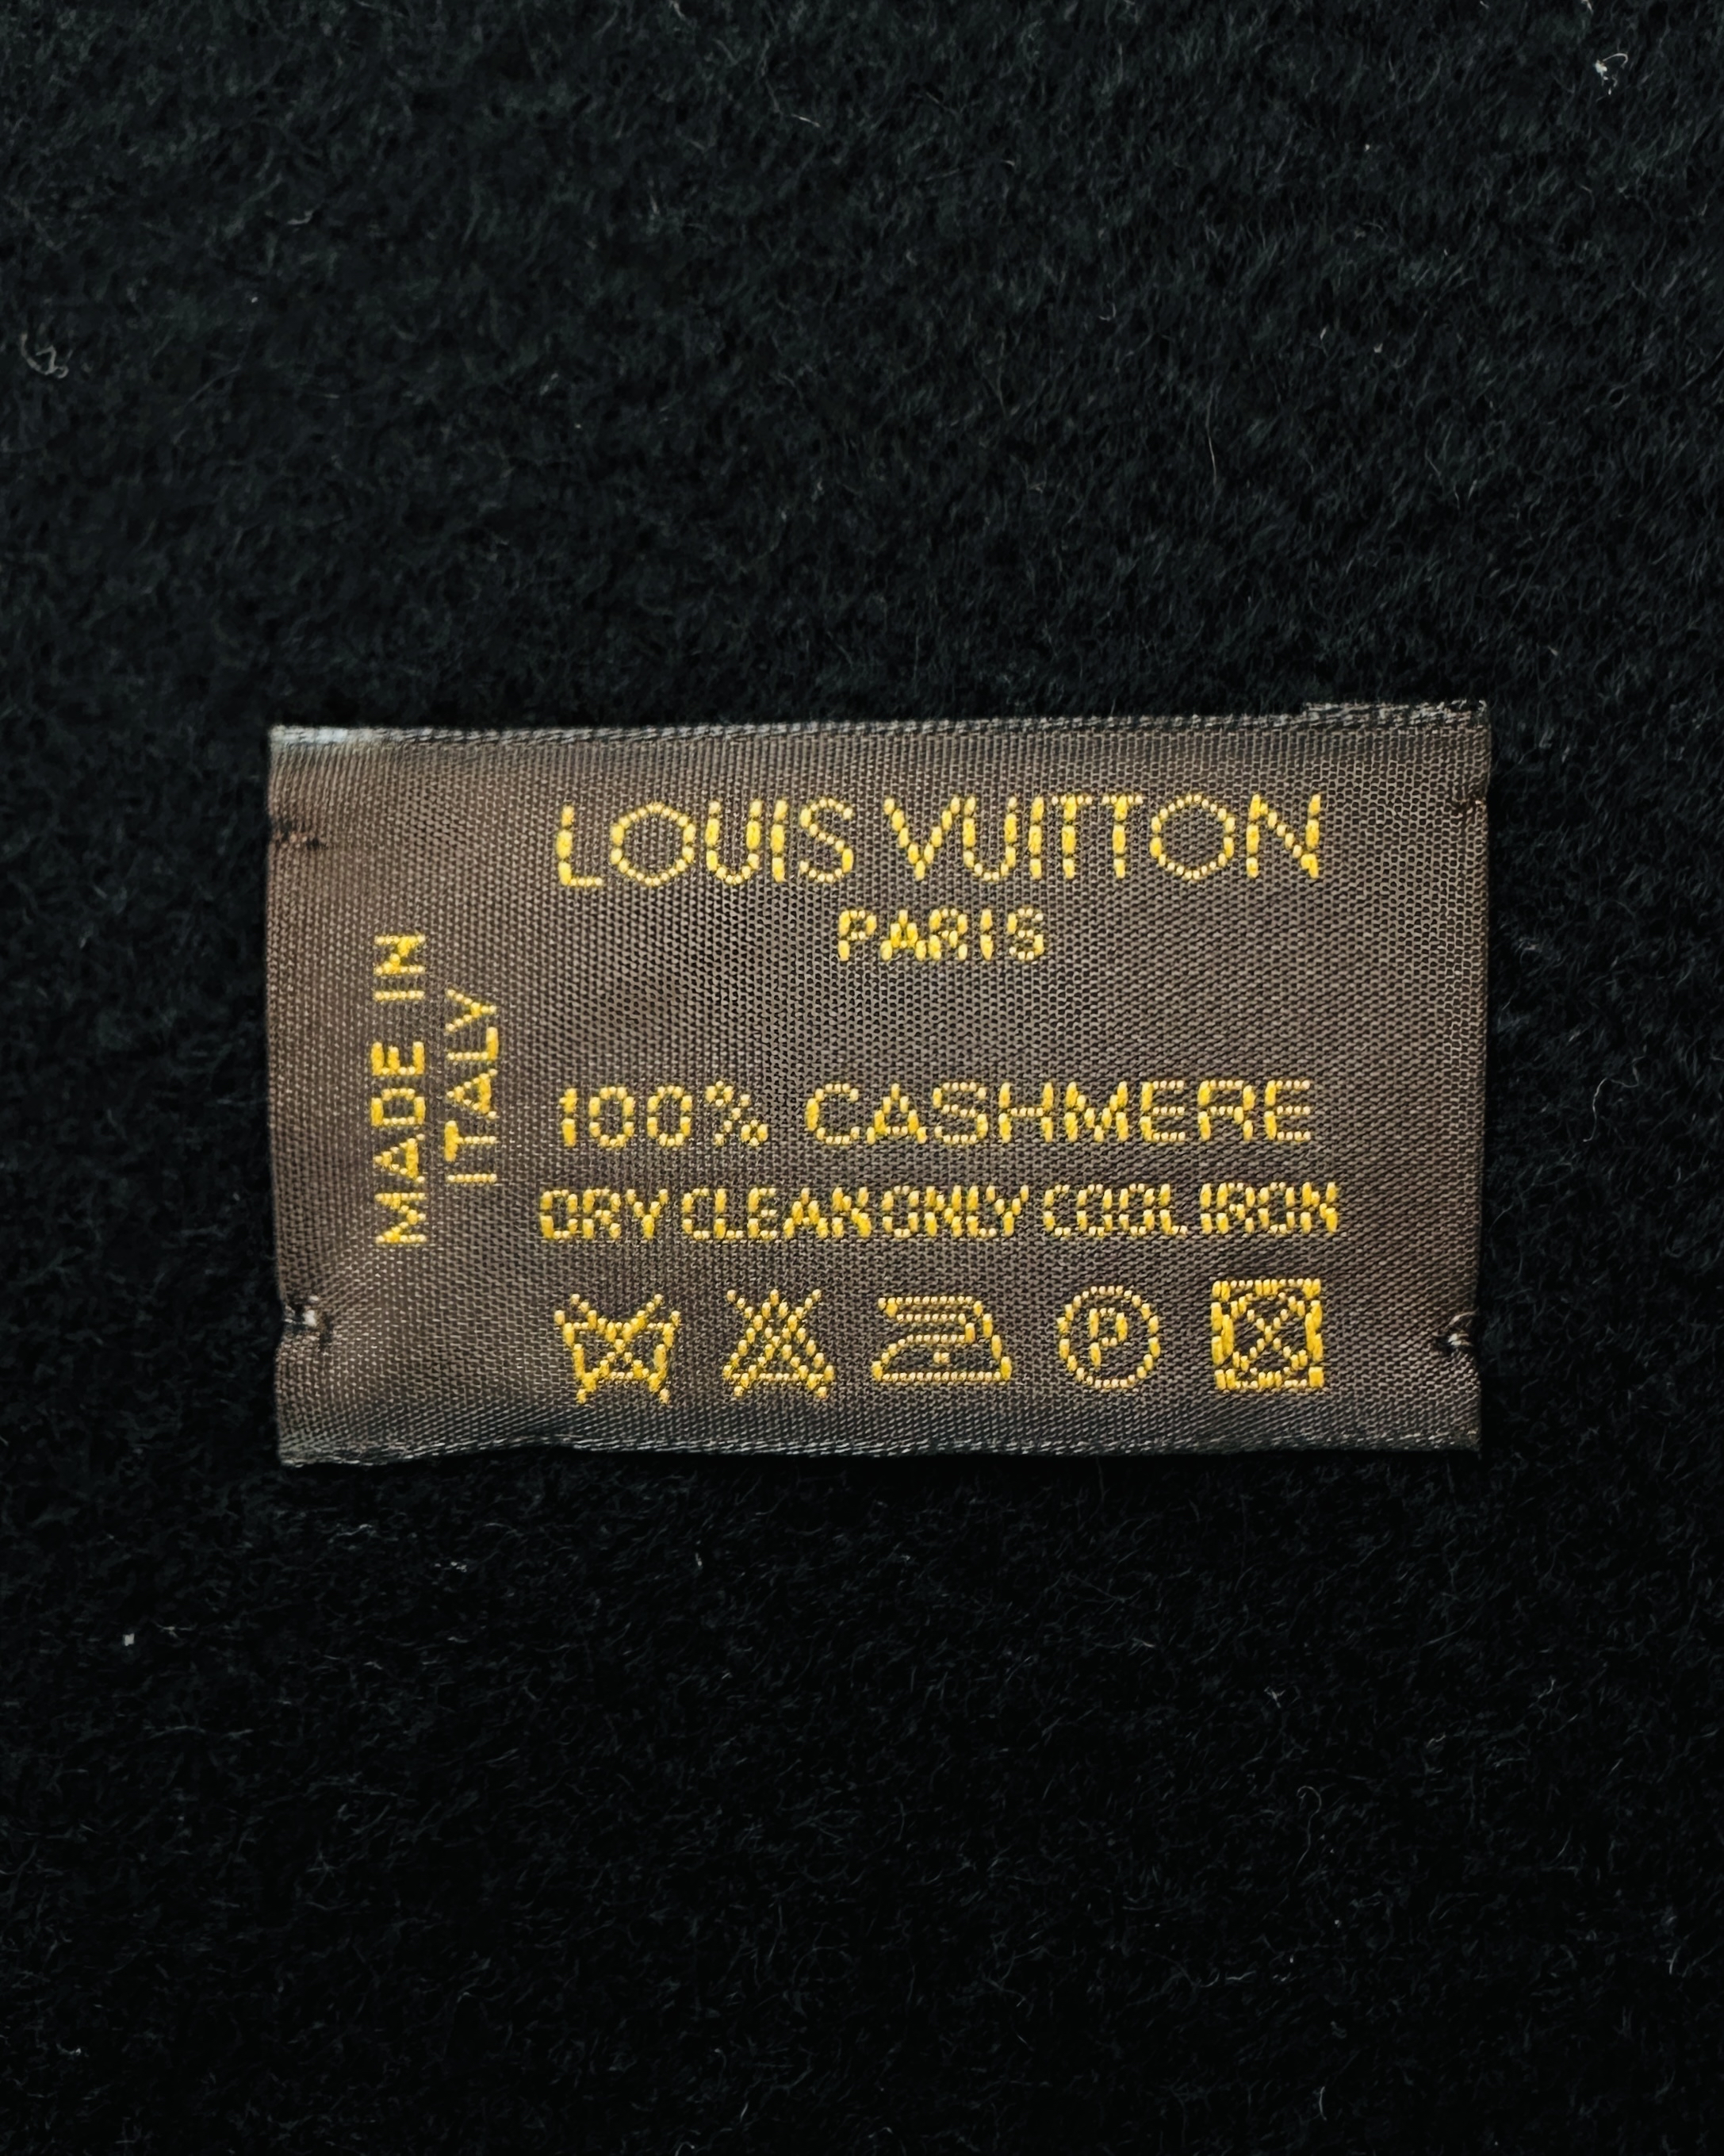 LOUIS VUITTON
PARIS
MADE IN
ITALY
100% CASHMERE
DRY CLEAN ONLY COOL IRON
P